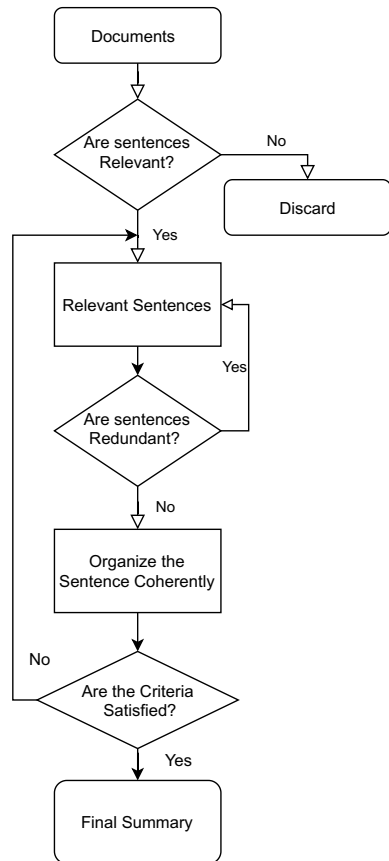 Documents
Are sentences
Relevant?
No
Discard
Yes
Relevant Sentences
Yes
Are sentences
Redundant?
No
Organize the
Sentence Coherently
No
Are the Criteria
Satisfied?
Yes
Final Summary